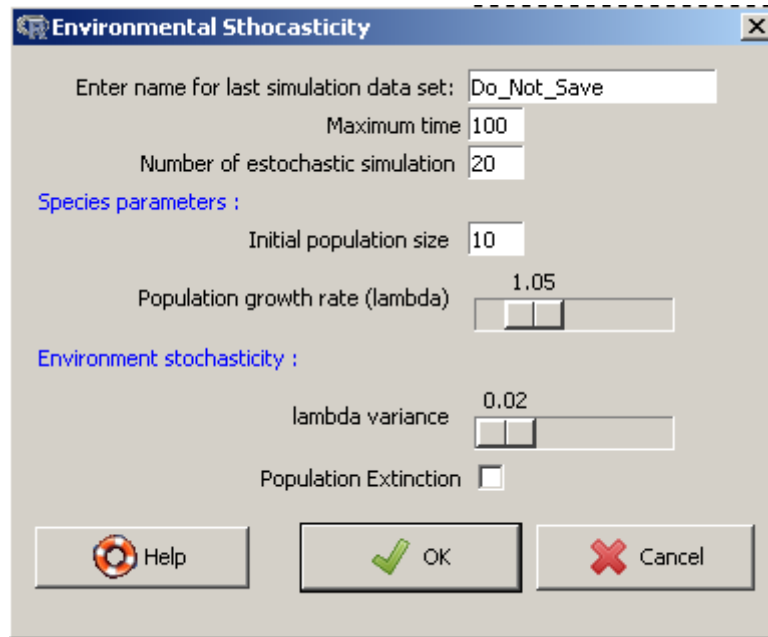 Environmental Sthocasticity
Enter name for last simulation data set: Do_Not_Save
Maximum time 100
Number of estochastic simulation 20
Species parameters :
Initial population size 10
1.05
Population growth rate (lambda)
Environment stochasticity :
0.02
lambda variance
Population Extinction
Help OK Cancel